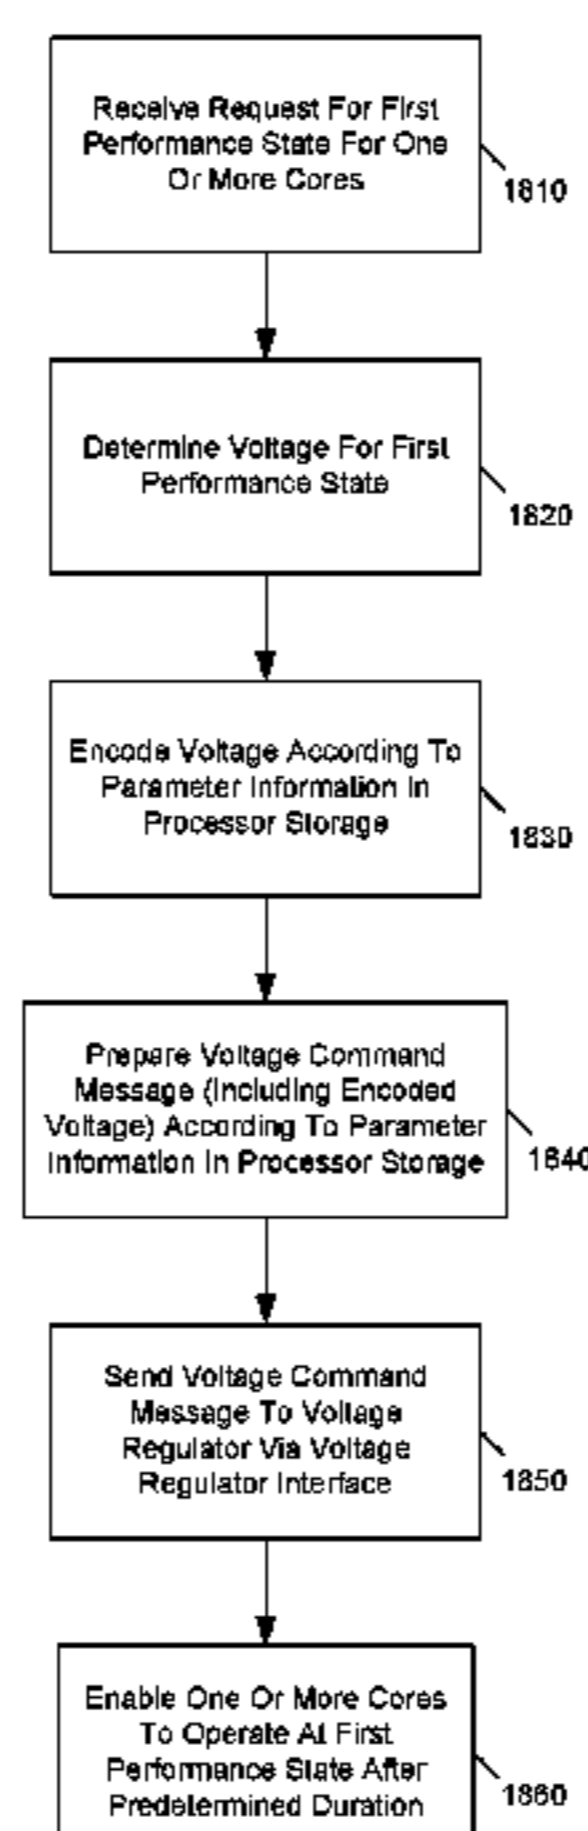 Receive Request For First
Performance State For One
Or More Cores
1810
Determine Voltage For First
Performance State
1820
Encode Voltage According To
Parameter Information In
Processor Storage
1830
Prepare Voltage Command
Message (Including Encoded
Voltage) According To Parameter
Information In Processor Storage
1840
Send Voltage Command
Message To Voltage
Regulator Via Voltage
Regulator Interface
1850
Enable One Or More Cores
To Operate At First
Performance State After
Predetermined Duration
1860